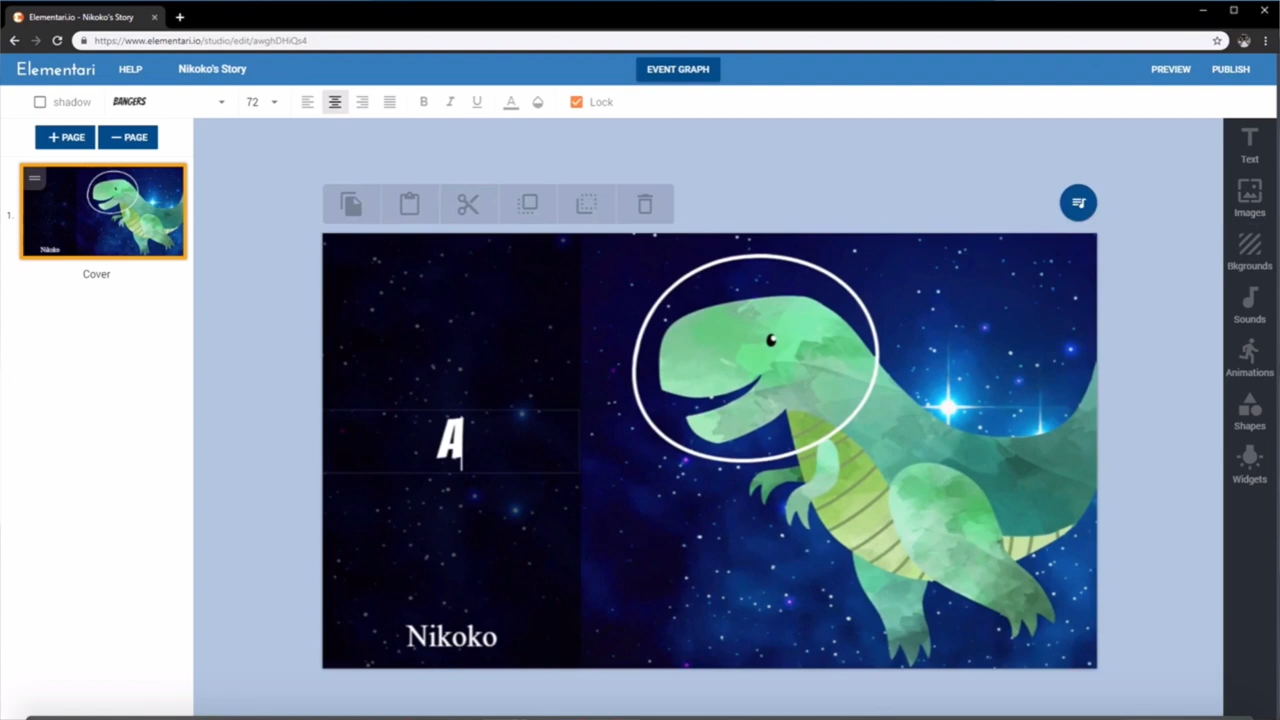 Elementari.io - Nikoko's Story
https://www.elementari.io/studio/edit/awghDHiQs4
Elementari HELP Nikoko's Story EVENT GRAPH PREVIEW PUBLISH
shadow BANGERS 72 B I U A Lock
+ PAGE − PAGE
1.
Nikoko
Cover
A
Nikoko
Text
Images
Bkgrounds
Sounds
Animations
Shapes
Widgets